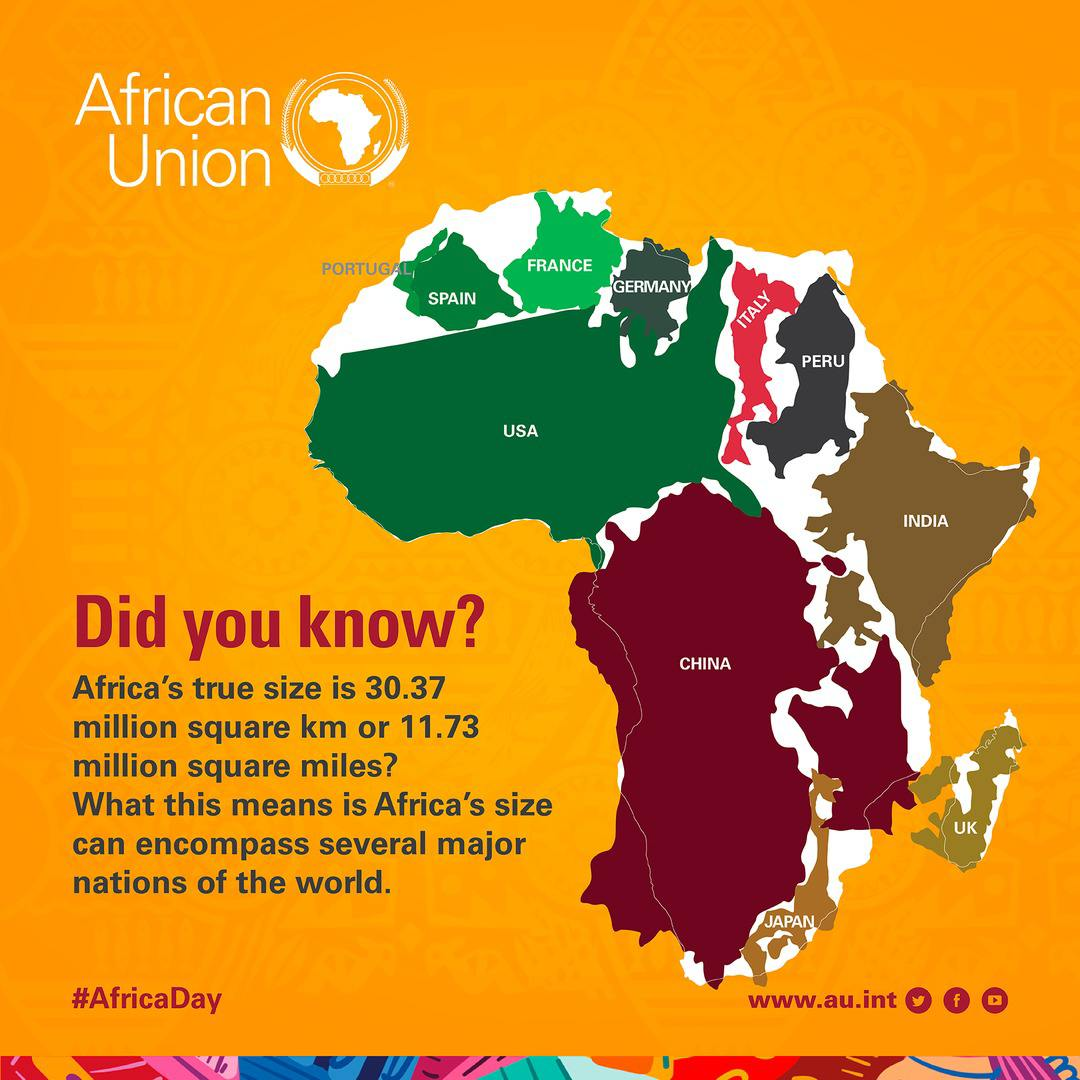 African
Union
PORTUGAL
SPAIN
FRANCE
GERMANY
ITALY
PERU
USA
INDIA
CHINA
UK
JAPAN
Did you know?
Africa's true size is 30.37
million square km or 11.73
million square miles?
What this means is Africa's size
can encompass several major
nations of the world.
#AfricaDay
www.au.int